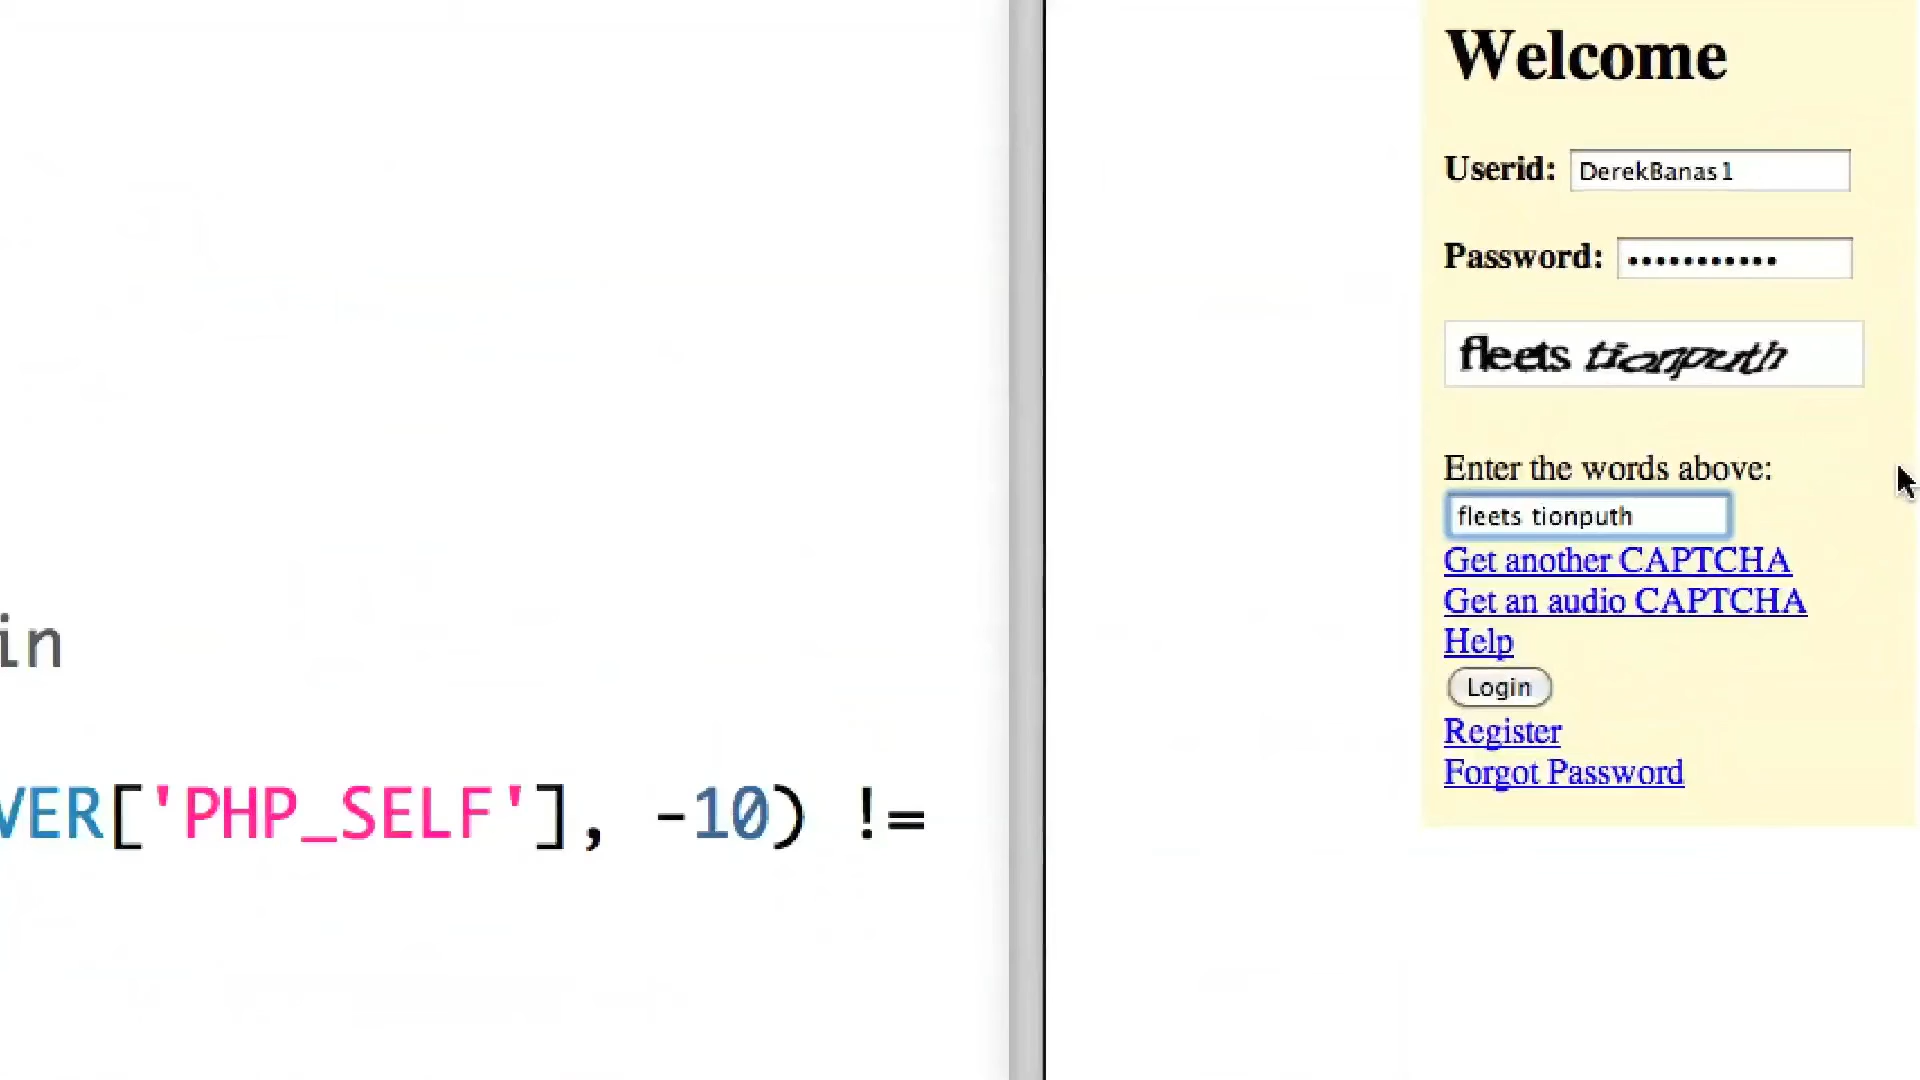 in
VER['PHP_SELF'], -10) !=
Welcome
Userid: DerekBanas1
Password: •••••••••••
fleets tionputh
Enter the words above:
fleets tionputh
Get another CAPTCHA
Get an audio CAPTCHA
Help
Login
Register
Forgot Password